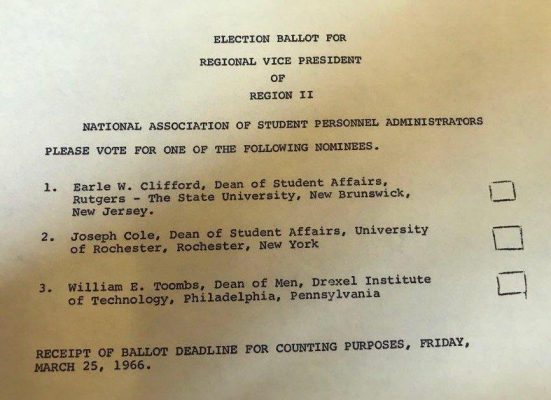 ELECTION BALLOT FOR
REGIONAL VICE PRESIDENT
OF
REGION II
NATIONAL ASSOCIATION OF STUDENT PERSONNEL ADMINISTRATORS
PLEASE VOTE FOR ONE OF THE FOLLOWING NOMINEES.
1. Earle W. Clifford, Dean of Student Affairs,
Rutgers - The State University, New Brunswick,
New Jersey.
2. Joseph Cole, Dean of Student Affairs, University
of Rochester, Rochester, New York
3. William E. Toombs, Dean of Men, Drexel Institute
of Technology, Philadelphia, Pennsylvania
RECEIPT OF BALLOT DEADLINE FOR COUNTING PURPOSES, FRIDAY,
MARCH 25, 1966.